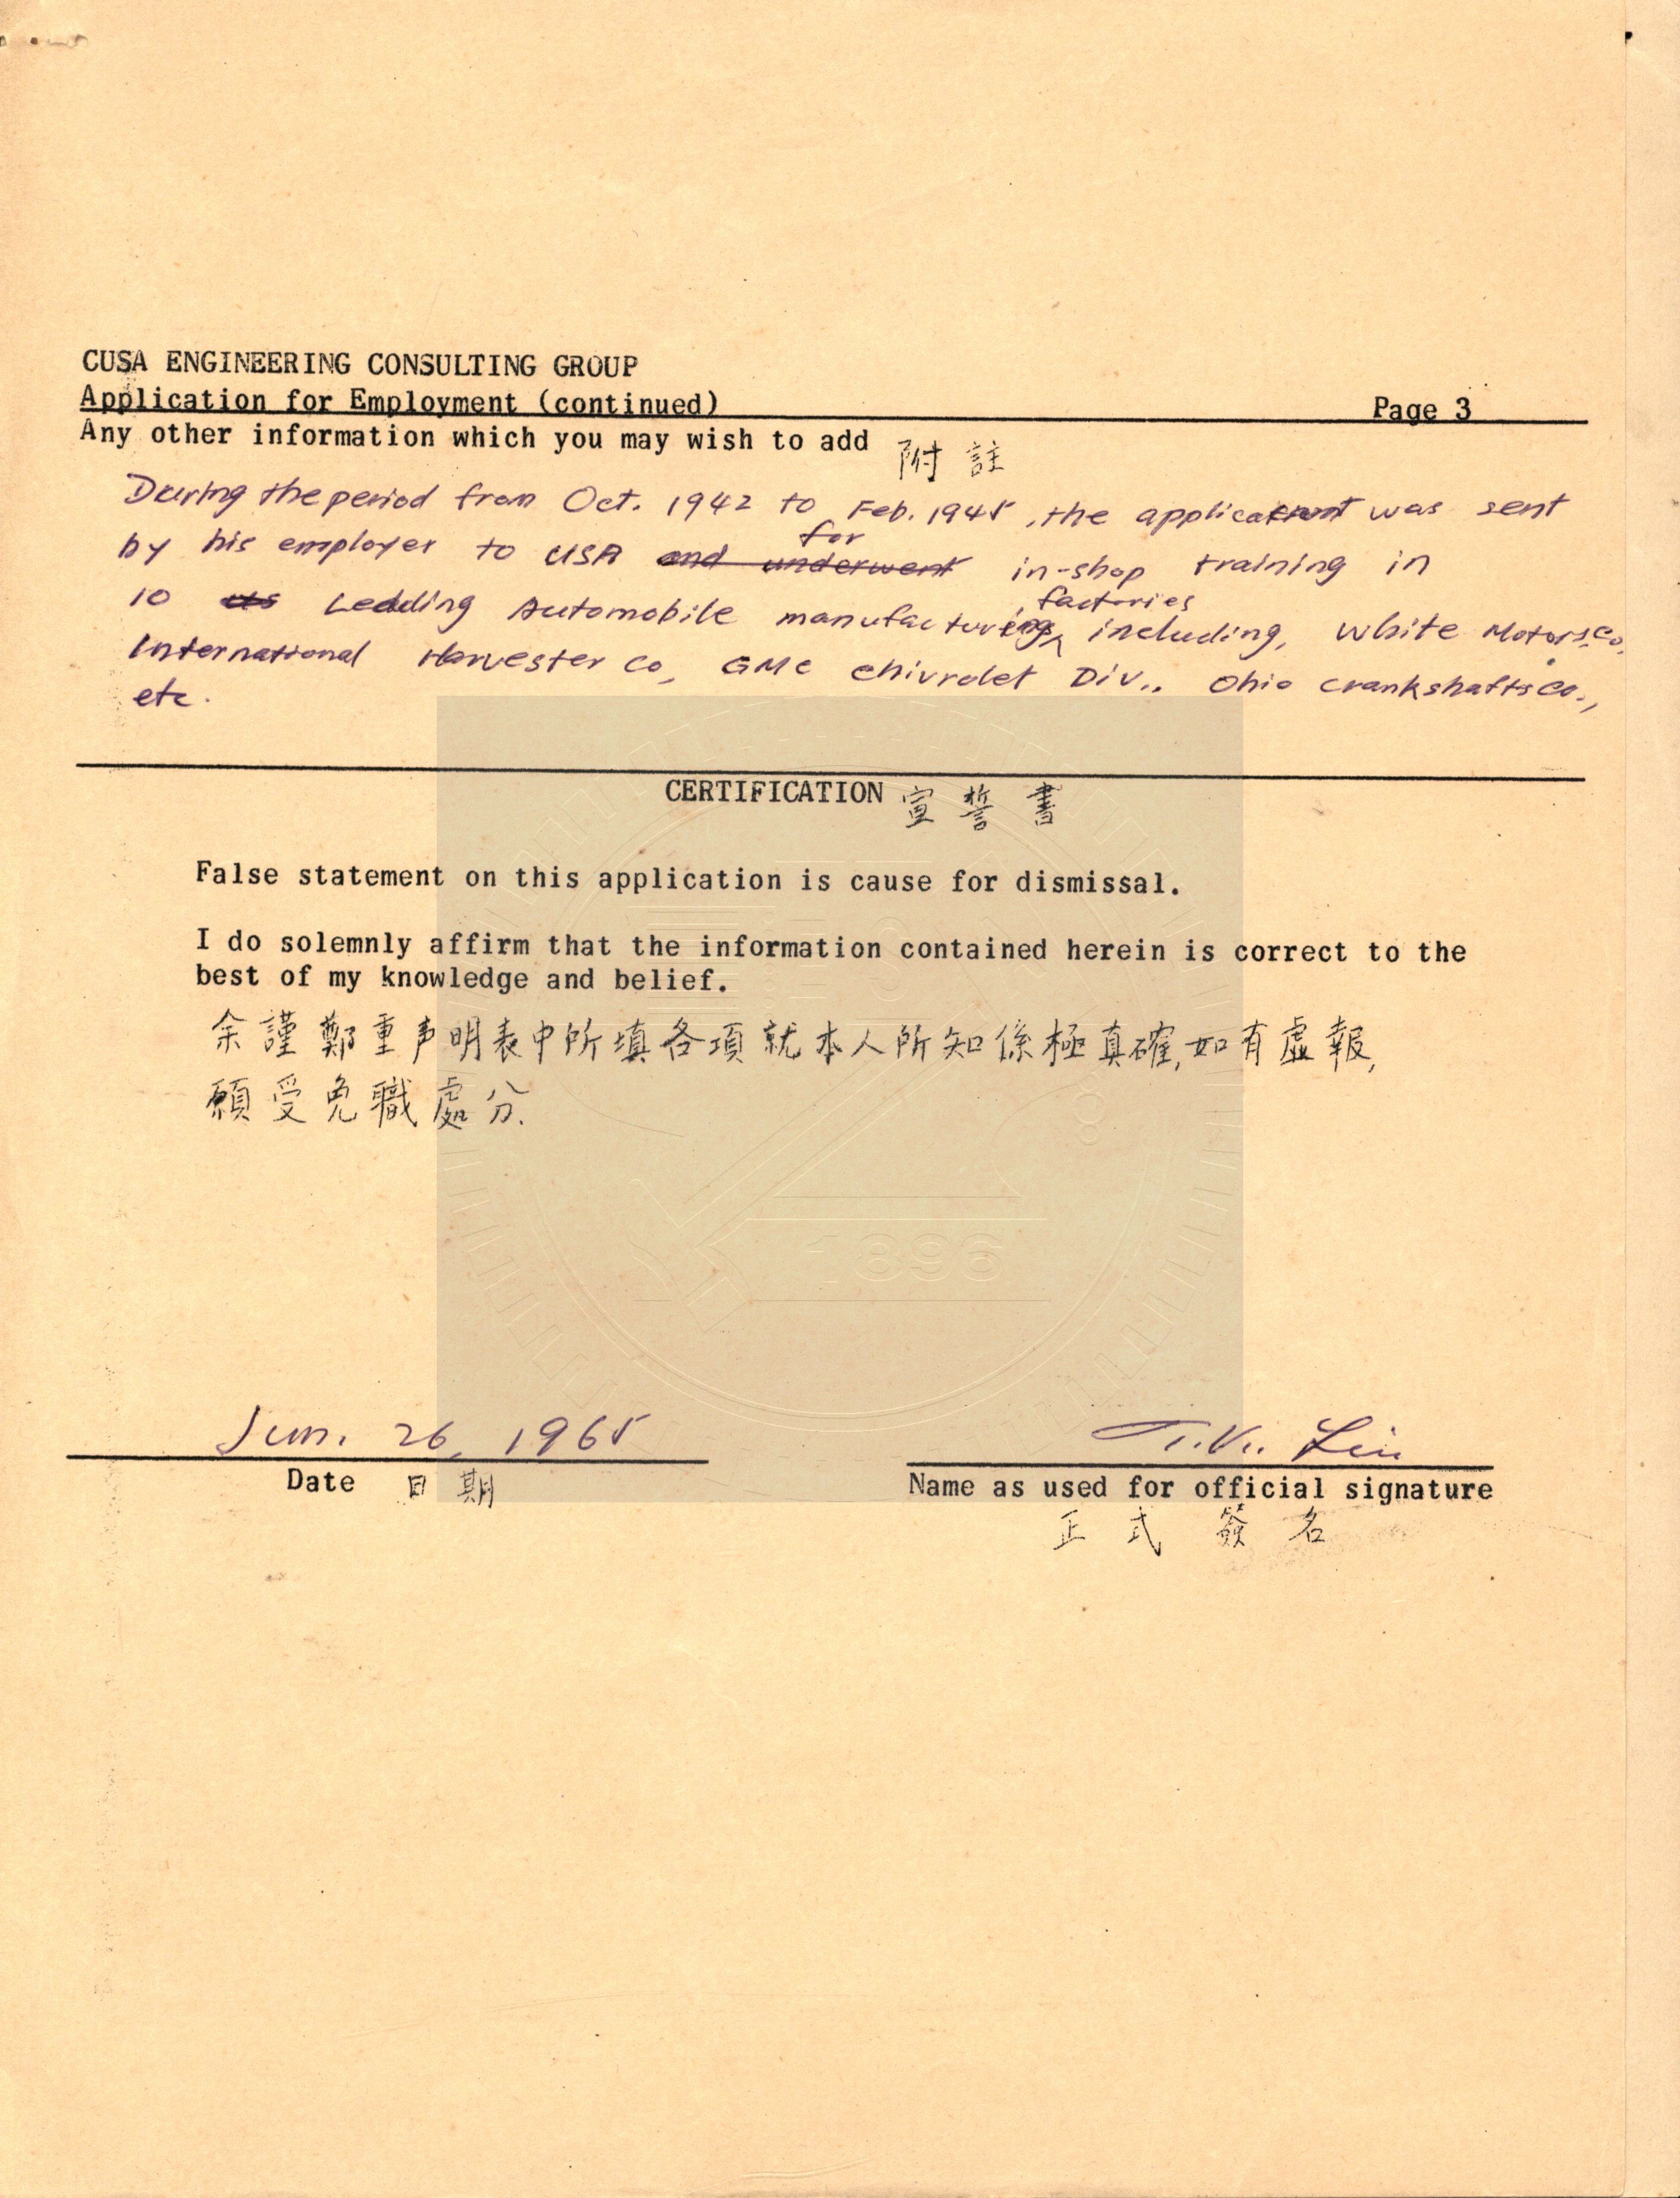 CUSA ENGINEERING CONSULTING GROUP
Application for Employment (continued) Page 3
Any other information which you may wish to add 附註
During the period from Oct. 1942 to Feb. 1945, the applicant was sent
by his employer to USA and underwent for in-shop training in
10 Leading Automobile manufacturing factories including, White Motors Co,
International Harvester Co, GMC Chivrolet Div., Ohio Crankshafts Co.,
etc.
CERTIFICATION 宣誓書
False statement on this application is cause for dismissal.
I do solemnly affirm that the information contained herein is correct to the
best of my knowledge and belief.
余謹鄭重声明表中所填各項就本人所知係極真確,如有虛報,
願受免職處分.
1896
Jun. 26, 1965 T.V. Liu
Date 日期 Name as used for official signature
正式簽名